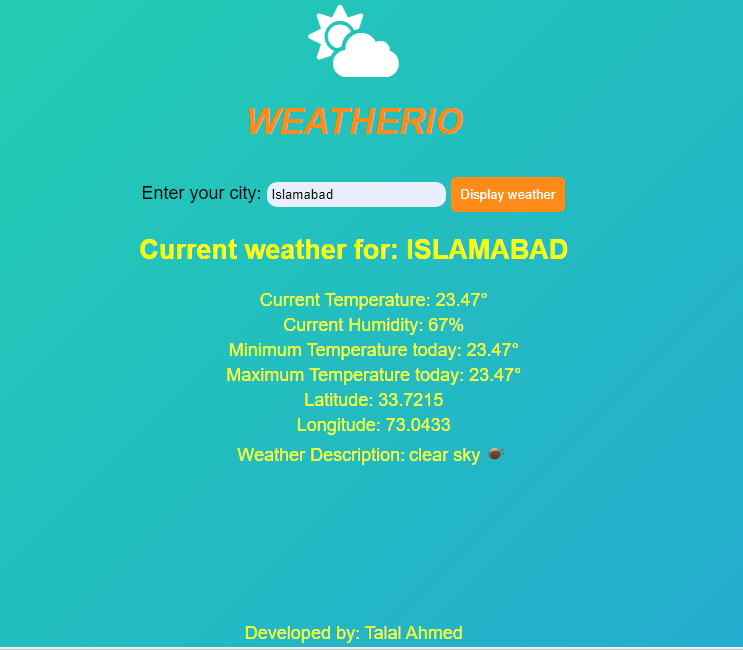 WEATHERIO
Enter your city: Islamabad Display weather
Current weather for: ISLAMABAD
Current Temperature: 23.47°
Current Humidity: 67%
Minimum Temperature today: 23.47°
Maximum Temperature today: 23.47°
Latitude: 33.7215
Longitude: 73.0433
Weather Description: clear sky
Developed by: Talal Ahmed